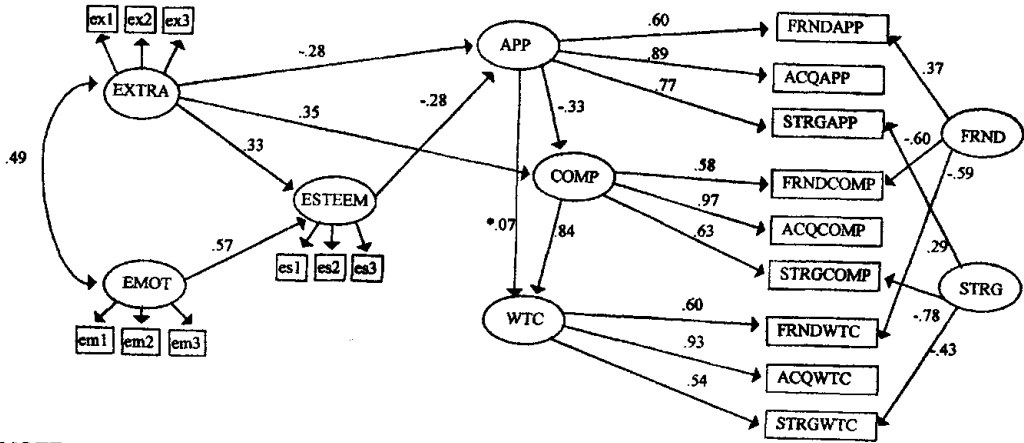 ex1 ex2 ex3
FRNDAPP
.60
-.28
APP
.89
ACQAPP
.37
EXTRA
.77
-.28
-.33
STRGAPP
.35
FRND
.49
.33
-.60
COMP
.58
FRNDCOMP
-.59
ESTEEM
.97
*.07
.84
.63
ACQCOMP
.57
.29
es1 es2 es3
STRGCOMP
EMOT
STRG
.60
-.78
WTC
FRNDWTC
em1 em2 em3
.93
-.43
ACQWTC
.54
STRGWTC